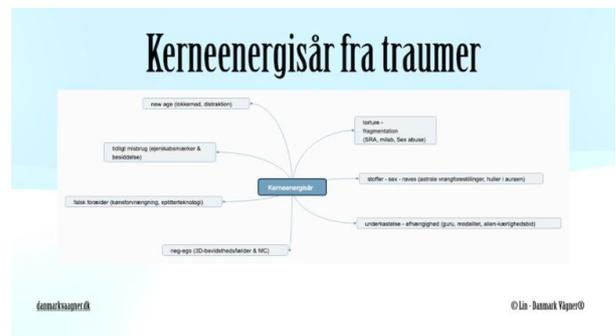 Kerneenergisår fra traumer
new age (lokkemad, distraktion)
torture -
fragmentation
(SRA, milab, Sex abuse)
tidligt misbrug (ejerskabsmærker &
besiddelse)
stoffer - sex - raves (astrale vrangforestillinger, huller i auraen)
Kerneenergisår
falsk forælder (kønsforvrængning, splitterteknologi)
underkastelse - afhængighed (guru, modalitet, alien-kærlighedsbid)
neg-ego (3D-bevidsthedsfælder & MC)
danmarkvaagner.dk
© Lin - Danmark Vågner®